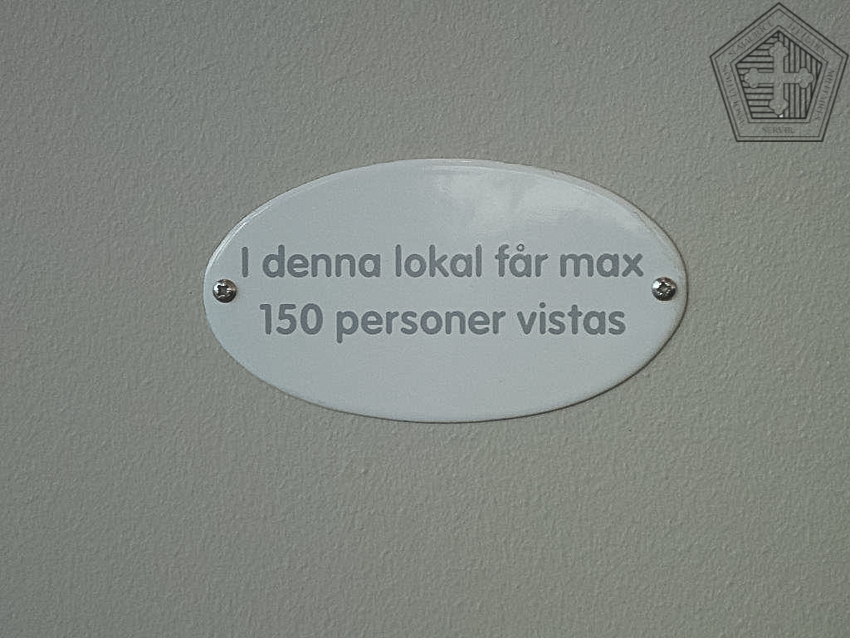 I denna lokal får max
150 personer vistas